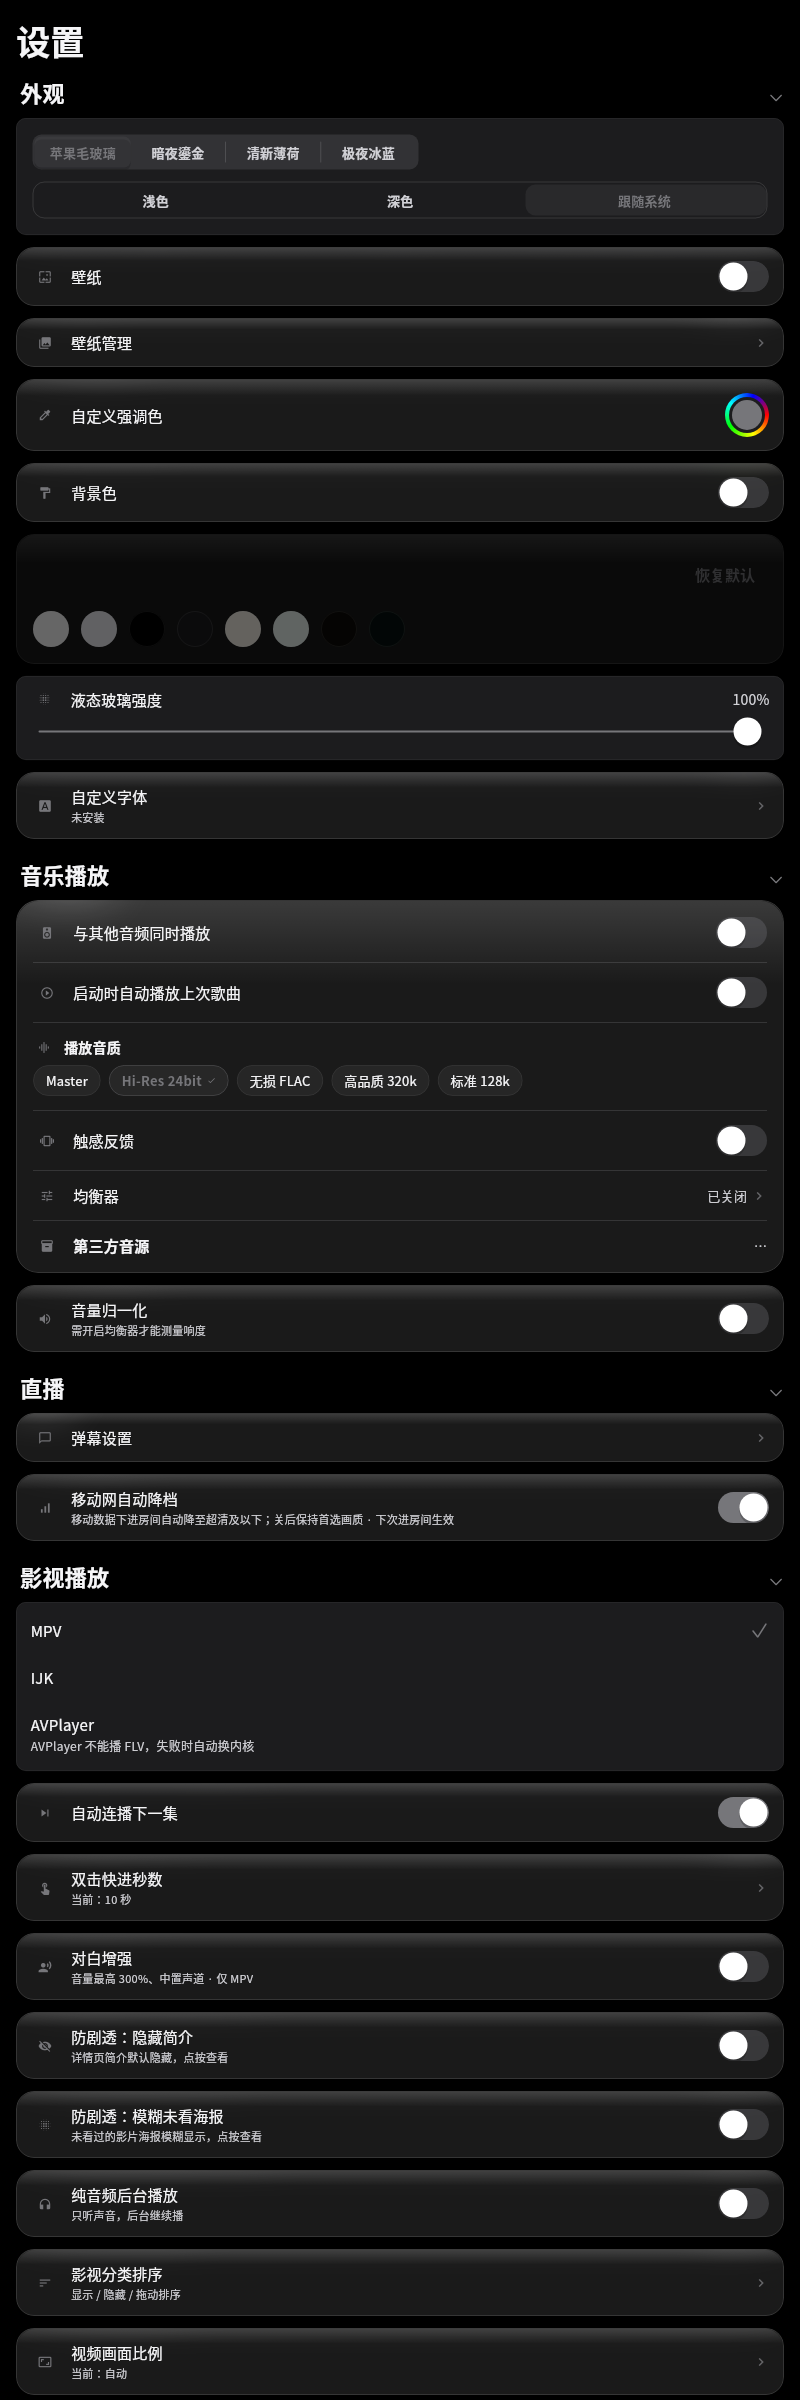 设置
外观
苹果毛玻璃 暗夜鎏金 清新薄荷 极夜冰蓝
浅色 深色 跟随系统
壁纸
壁纸管理
自定义强调色
背景色
恢复默认
液态玻璃强度 100%
自定义字体
未安装
音乐播放
与其他音频同时播放
启动时自动播放上次歌曲
播放音质
Master Hi-Res 24bit 无损 FLAC 高品质 320k 标准 128k
触感反馈
均衡器 已关闭
第三方音源 ...
音量归一化
需开启均衡器才能测量响度
直播
弹幕设置
移动网自动降档
移动数据下进房间自动降至超清及以下；关后保持首选画质 · 下次进房间生效
影视播放
MPV
IJK
AVPlayer
AVPlayer 不能播 FLV，失败时自动换内核
自动连播下一集
双击快进秒数
当前：10 秒
对白增强
音量最高 300%、中置声道 · 仅 MPV
防剧透：隐藏简介
详情页简介默认隐藏，点按查看
防剧透：模糊未看海报
未看过的影片海报模糊显示，点按查看
纯音频后台播放
只听声音，后台继续播
影视分类排序
显示 / 隐藏 / 拖动排序
视频画面比例
当前：自动